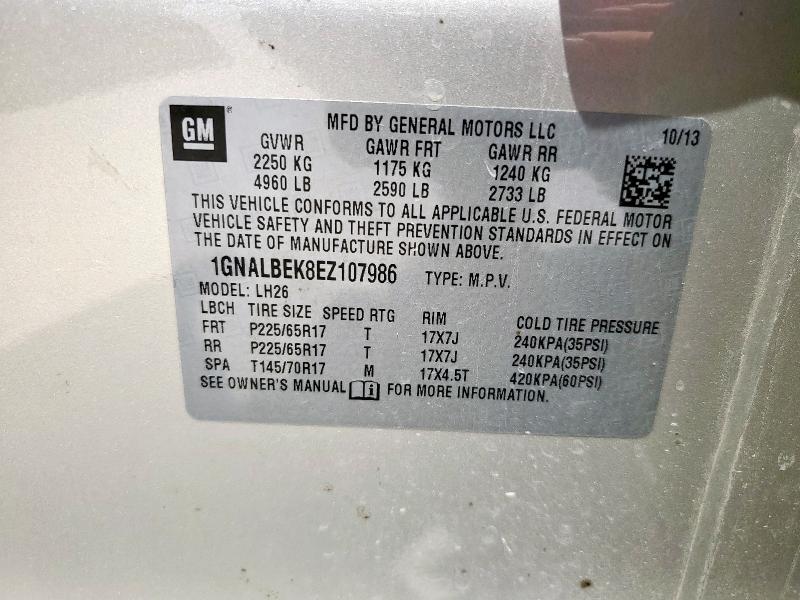 GM ®
MFD BY GENERAL MOTORS LLC 10/13
GVWR GAWR FRT GAWR RR
2250 KG 1175 KG 1240 KG
4960 LB 2590 LB 2733 LB
THIS VEHICLE CONFORMS TO ALL APPLICABLE U.S. FEDERAL MOTOR
VEHICLE SAFETY AND THEFT PREVENTION STANDARDS IN EFFECT ON
THE DATE OF MANUFACTURE SHOWN ABOVE.
1GNALBEK8EZ107986 TYPE: M.P.V.
MODEL: LH26
LBCH TIRE SIZE SPEED RTG RIM COLD TIRE PRESSURE
FRT P225/65R17 T 17X7J 240KPA(35PSI)
RR P225/65R17 T 17X7J 240KPA(35PSI)
SPA T145/70R17 M 17X4.5T 420KPA(60PSI)
SEE OWNER'S MANUAL i FOR MORE INFORMATION.